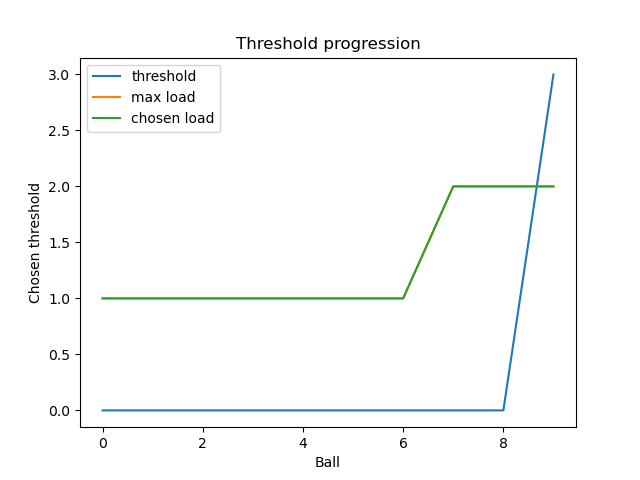 Threshold progression
threshold
max load
chosen load
3.0
2.5
2.0
1.5
1.0
0.5
0.0
Chosen threshold
0 2 4 6 8
Ball